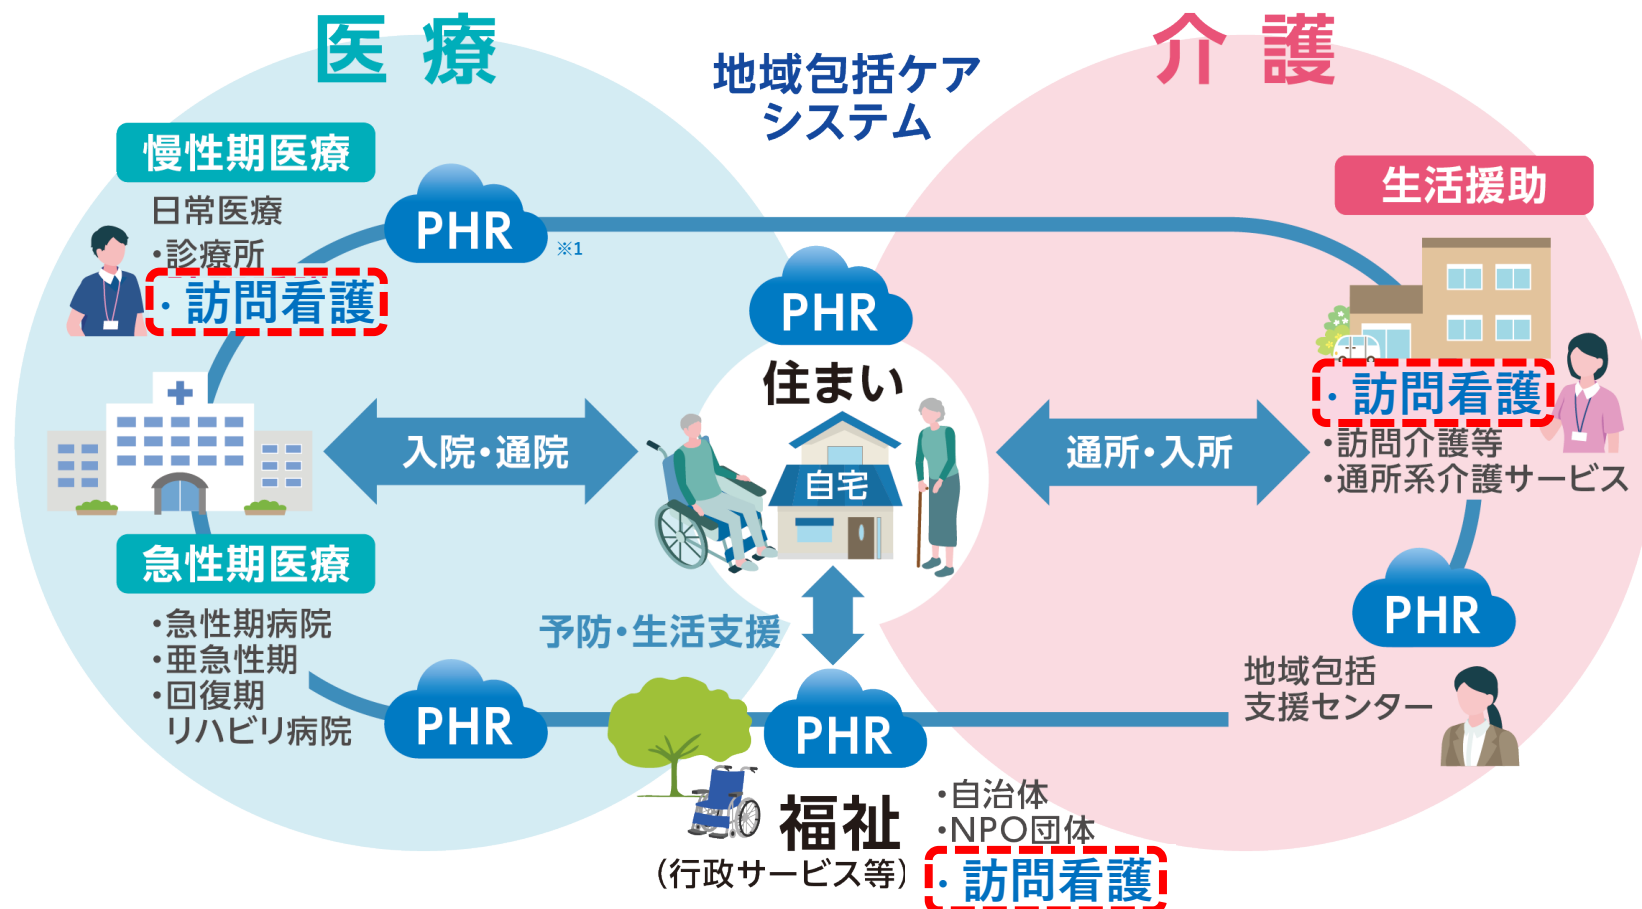 医療
介護
地域包括ケア
システム
慢性期医療
日常医療
・診療所
・訪問看護
PHR
※1
生活援助
PHR
住まい
自宅
入院・通院
通所・入所
・訪問看護
・訪問介護等
・通所系介護サービス
急性期医療
・急性期病院
・亜急性期
・回復期
リハビリ病院
予防・生活支援
PHR
PHR
PHR
地域包括
支援センター
福祉
(行政サービス等)
・自治体
・NPO団体
・訪問看護